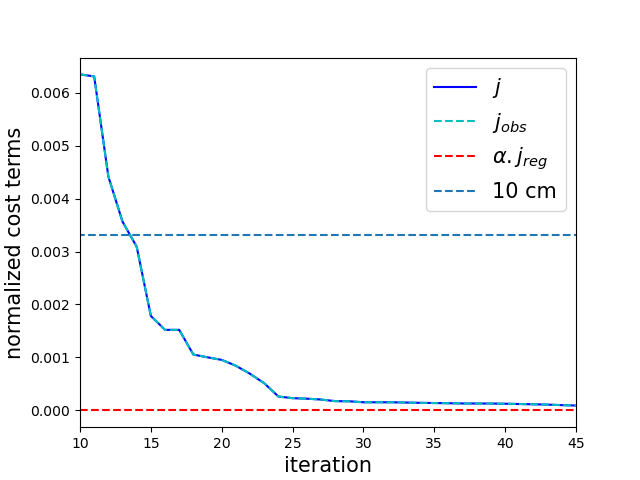 0.006
0.005
0.004
0.003
0.002
0.001
0.000
normalized cost terms
10 15 20 25 30 35 40 45
iteration
j
j_obs
α.j_reg
10 cm